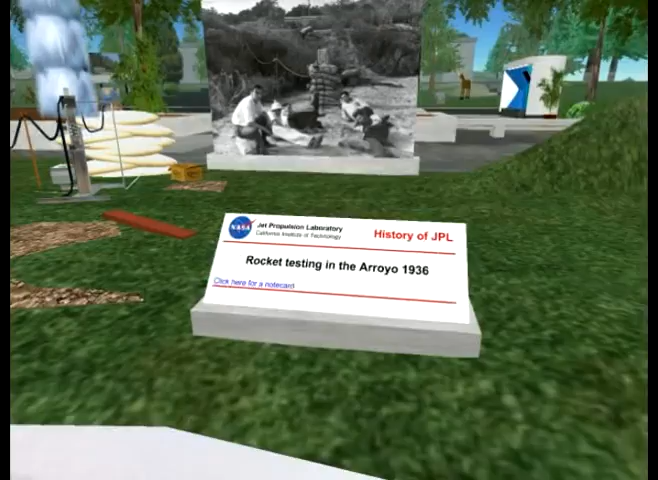 NASA
Jet Propulsion Laboratory
California Institute of Technology
History of JPL
Rocket testing in the Arroyo 1936
Click here for a notecard